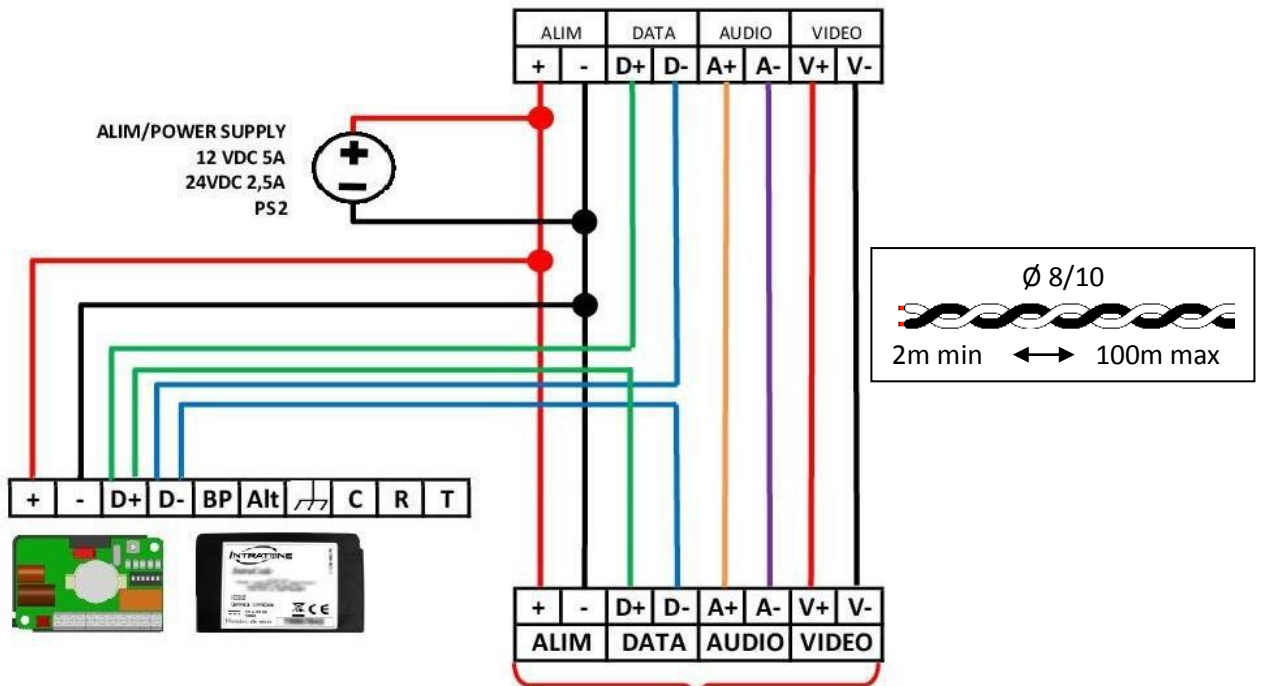 ALIM DATA AUDIO VIDEO
+ - D+ D- A+ A- V+ V-
ALIM/POWER SUPPLY
12 VDC 5A
24VDC 2,5A
PS2
+
−
Ø 8/10
2m min 100m max
+ - D+ D- BP Alt C R T
INTRATONE
CE
+ - D+ D- A+ A- V+ V-
ALIM DATA AUDIO VIDEO